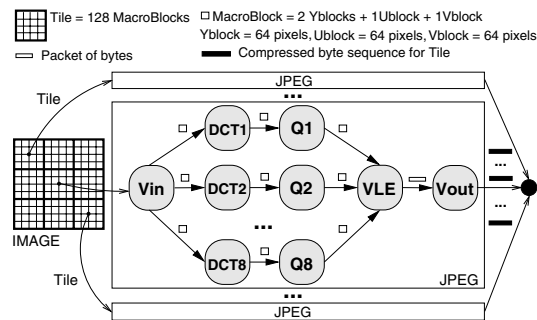 Tile = 128 MacroBlocks
MacroBlock = 2 Yblocks + 1Ublock + 1Vblock
Yblock = 64 pixels, Ublock = 64 pixels, Vblock = 64 pixels
Packet of bytes
Compressed byte sequence for Tile
JPEG
Tile
...
DCT1
Q1
...
Vin
DCT2
Q2
VLE
Vout
...
...
IMAGE
DCT8
Q8
JPEG
Tile
...
JPEG